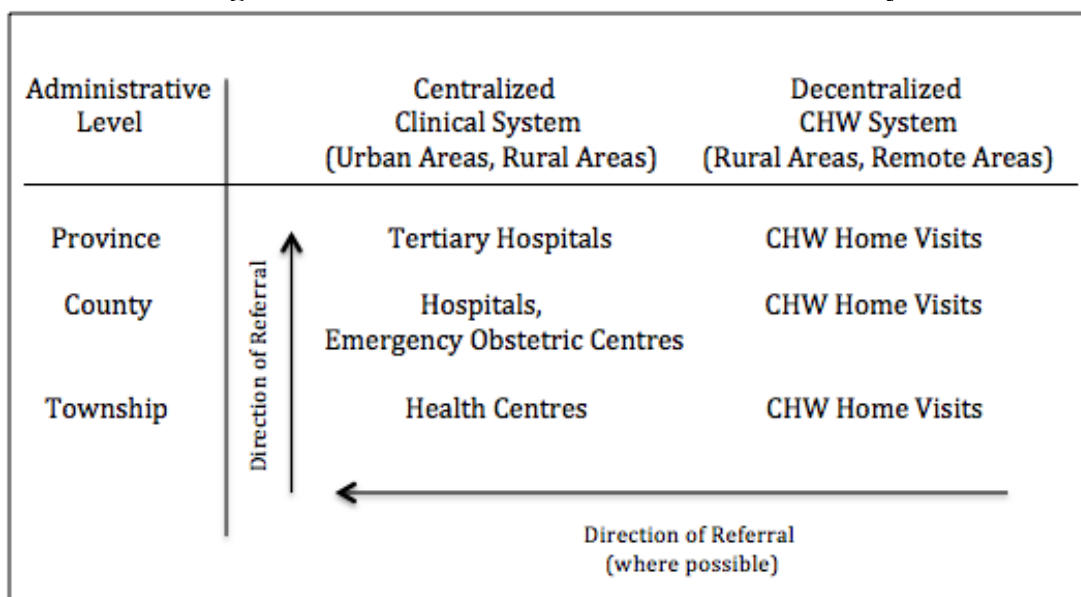 Administrative Level
Centralized Clinical System (Urban Areas, Rural Areas)
Decentralized CHW System (Rural Areas, Remote Areas)
Province
Tertiary Hospitals
CHW Home Visits
County
Hospitals, Emergency Obstetric Centres
CHW Home Visits
Township
Health Centres
CHW Home Visits
Direction of Referral
Direction of Referral
(where possible)